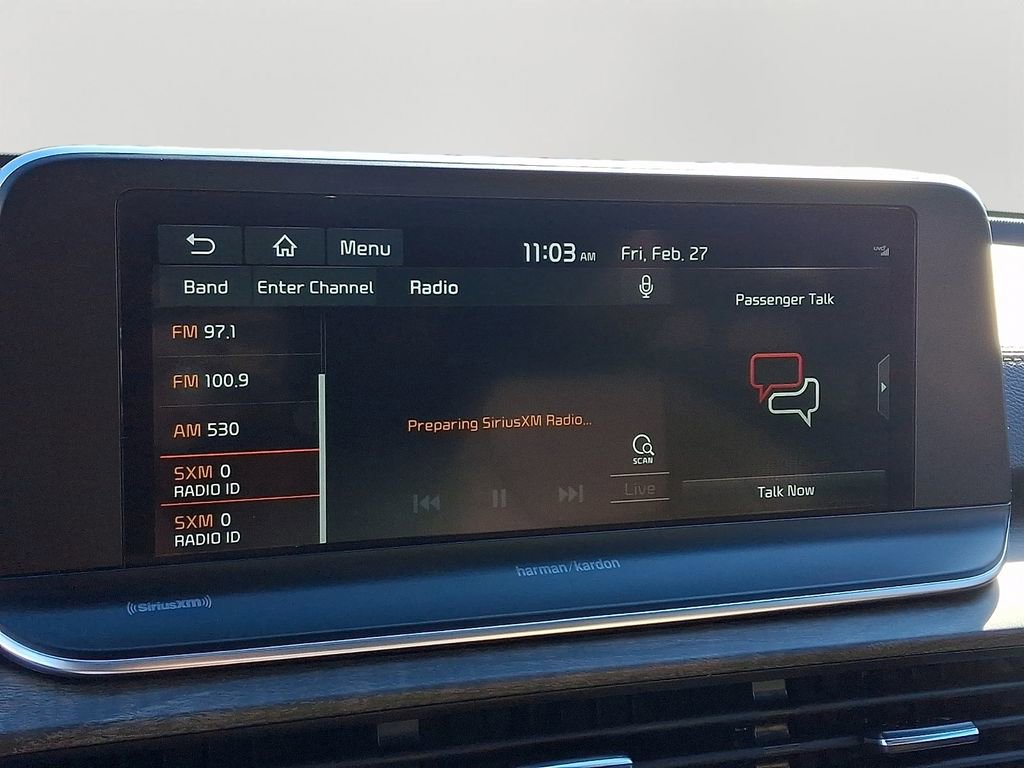 Menu
11:03 AM
Fri, Feb. 27
UVO
Band
Enter Channel
Radio
Passenger Talk
FM 97.1
FM 100.9
AM 530
SXM 0
RADIO ID
SXM 0
RADIO ID
Preparing SiriusXM Radio...
SCAN
Live
Talk Now
harman/kardon
((SiriusXM))